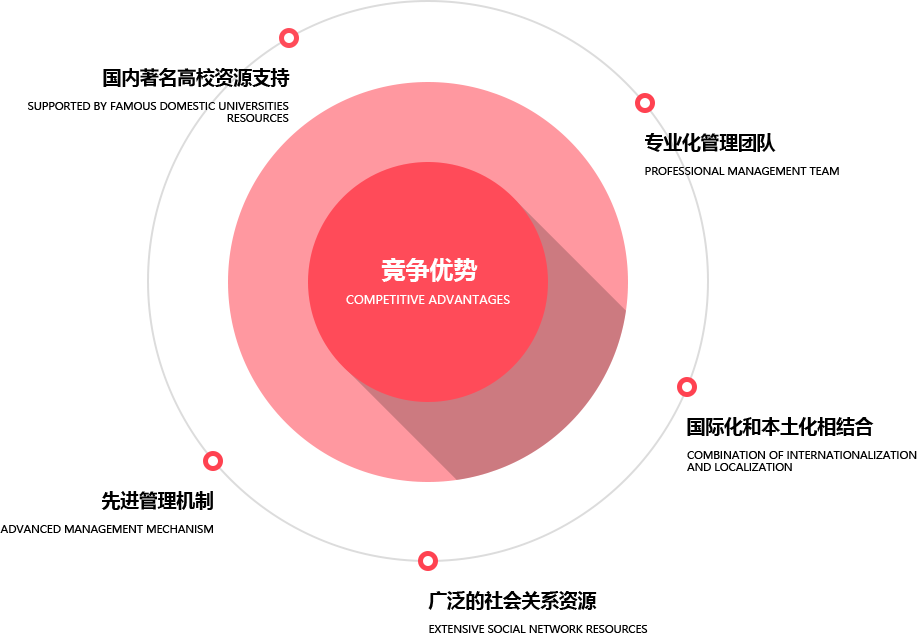 国内著名高校资源支持
SUPPORTED BY FAMOUS DOMESTIC UNIVERSITIES
RESOURCES
专业化管理团队
PROFESSIONAL MANAGEMENT TEAM
竞争优势
COMPETITIVE ADVANTAGES
国际化和本土化相结合
COMBINATION OF INTERNATIONALIZATION
AND LOCALIZATION
先进管理机制
ADVANCED MANAGEMENT MECHANISM
广泛的社会关系资源
EXTENSIVE SOCIAL NETWORK RESOURCES